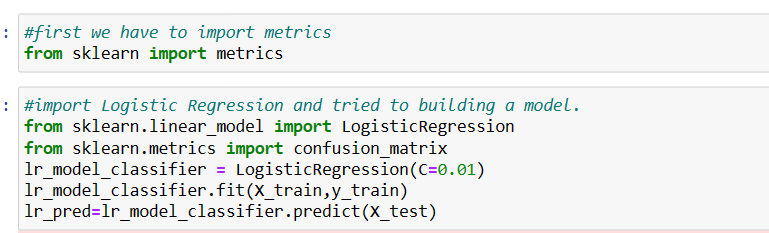 : #first we have to import metrics
from sklearn import metrics
: #import Logistic Regression and tried to building a model.
from sklearn.linear_model import LogisticRegression
from sklearn.metrics import confusion_matrix
lr_model_classifier = LogisticRegression(C=0.01)
lr_model_classifier.fit(X_train,y_train)
lr_pred=lr_model_classifier.predict(X_test)